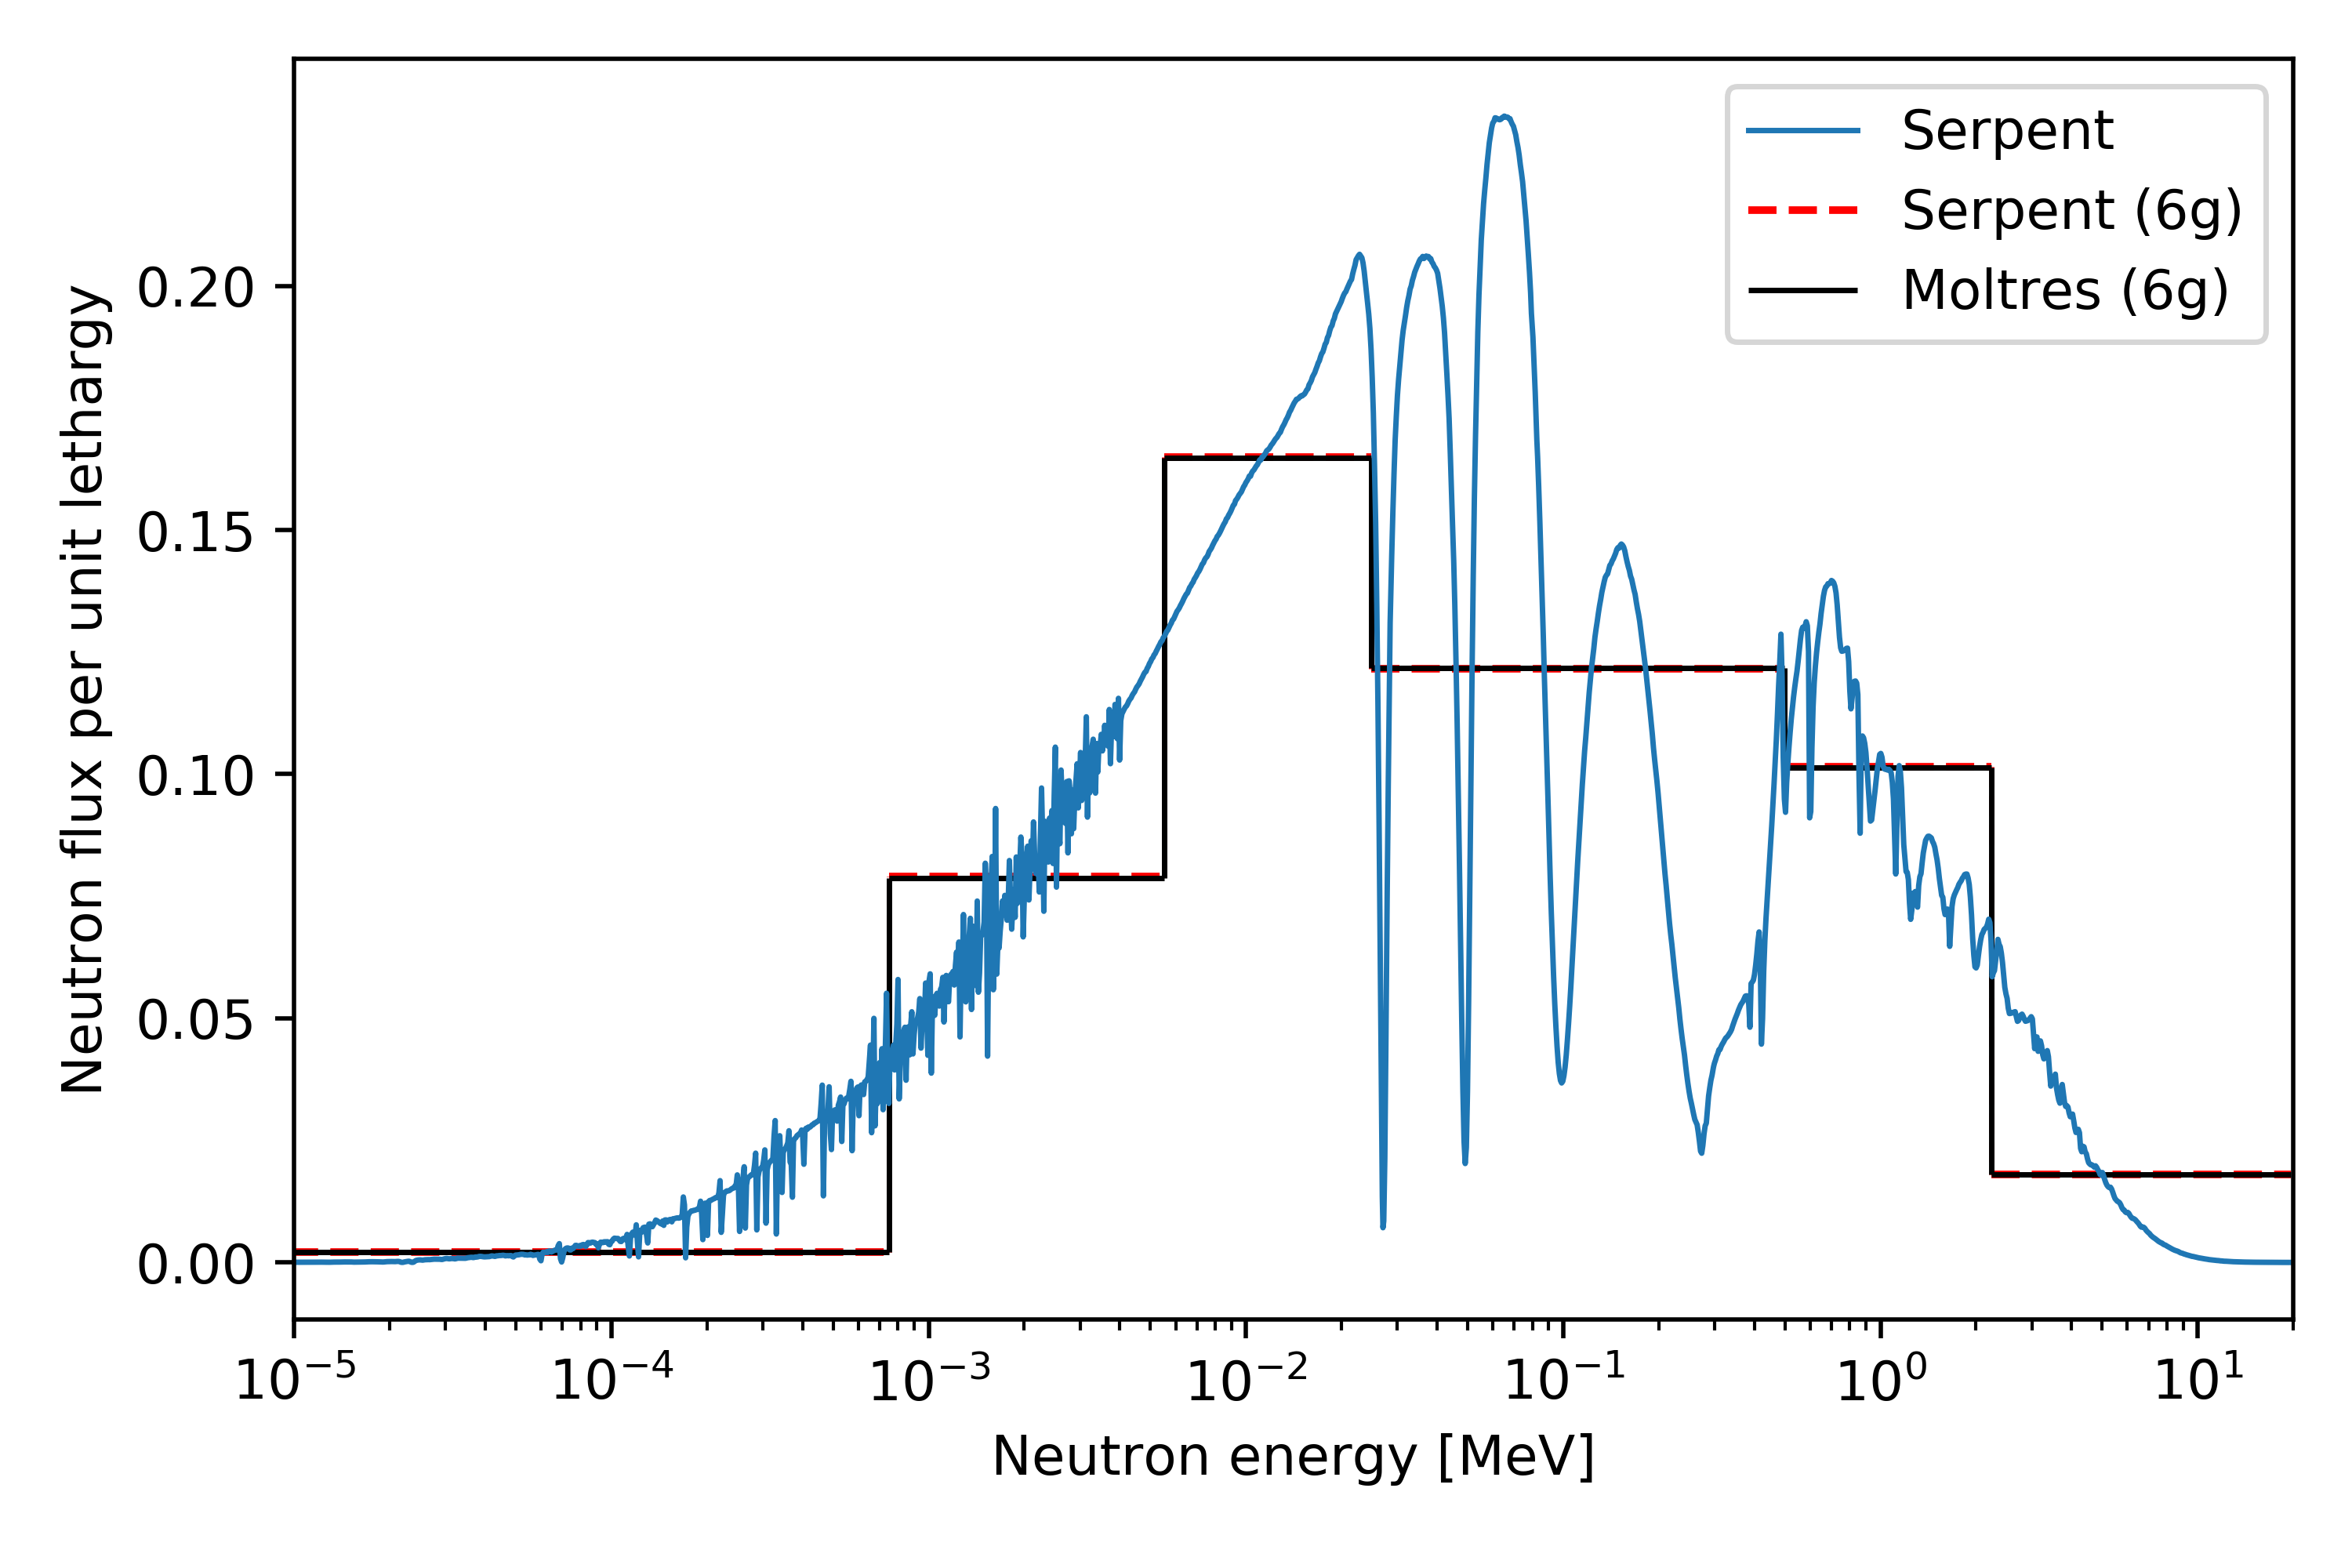 Serpent
Serpent (6g)
Moltres (6g)
Neutron flux per unit lethargy
0.20
0.15
0.10
0.05
0.00
10⁻⁵ 10⁻⁴ 10⁻³ 10⁻² 10⁻¹ 10⁰ 10¹
Neutron energy [MeV]